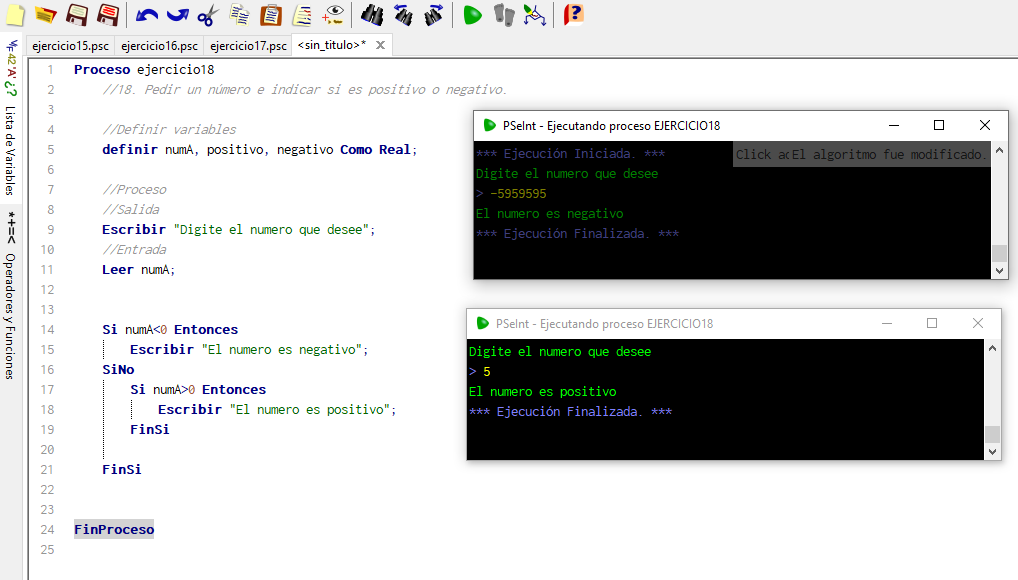 ejercicio15.psc ejercicio16.psc ejercicio17.psc <sin_titulo>*
Lista de Variables
*+=< Operadores y Funciones
1 Proceso ejercicio18
2 //18. Pedir un número e indicar si es positivo o negativo.
3
4 //Definir variables
5 definir numA, positivo, negativo Como Real;
6
7 //Proceso
8 //Salida
9 Escribir "Digite el numero que desee";
10 //Entrada
11 Leer numA;
12
13
14 Si numA<0 Entonces
15 Escribir "El numero es negativo";
16 SiNo
17 Si numA>0 Entonces
18 Escribir "El numero es positivo";
19 FinSi
20
21 FinSi
22
23
24 FinProceso
25
PSeInt - Ejecutando proceso EJERCICIO18
*** Ejecución Iniciada. *** Click acEl algoritmo fue modificado.
Digite el numero que desee
> -5959595
El numero es negativo
*** Ejecución Finalizada. ***
PSeInt - Ejecutando proceso EJERCICIO18
Digite el numero que desee
> 5
El numero es positivo
*** Ejecución Finalizada. ***